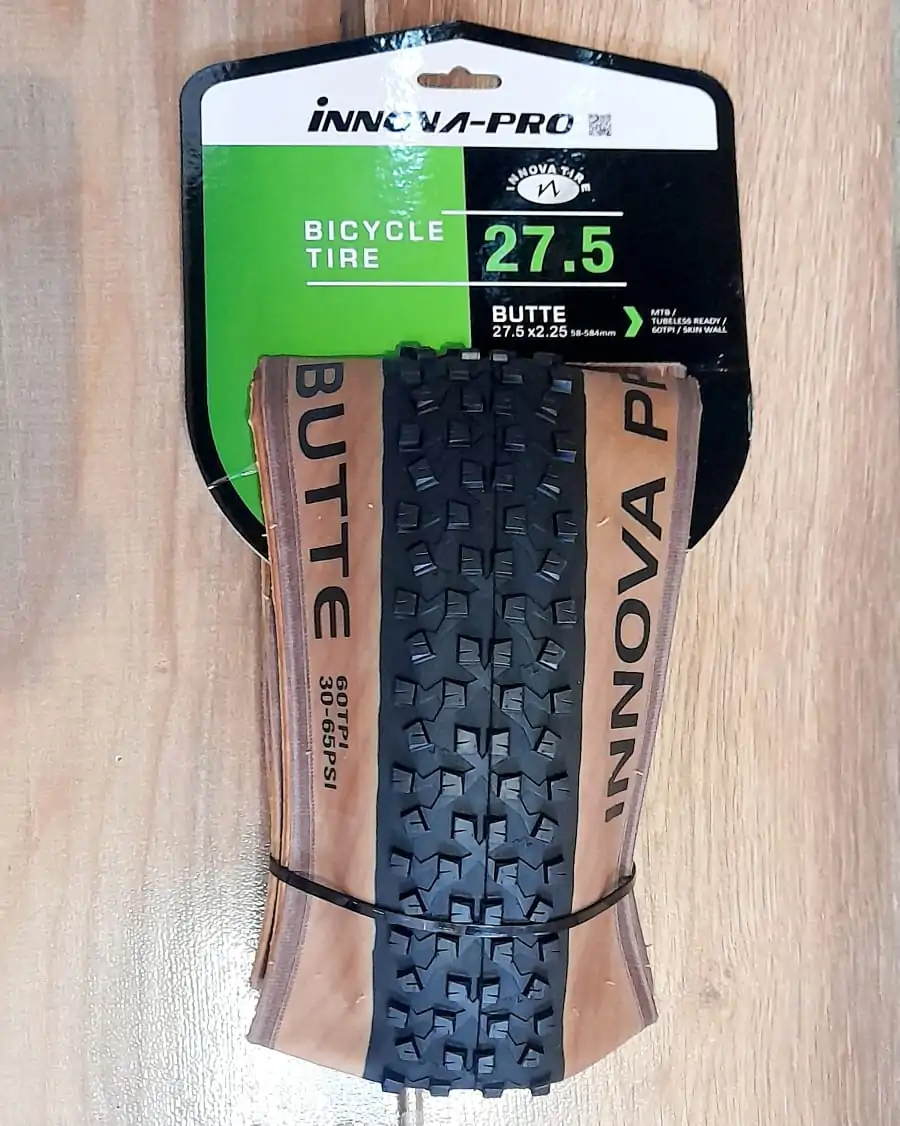 INNOVA-PRO
INNOVA TIRE
BICYCLE
TIRE
27.5
BUTTE
27.5x2.25 58-584mm
MTB /
TUBELESS READY /
60TPI / SKIN WALL
BUTTE
60TPI
30-65PSI
INNOVA PR